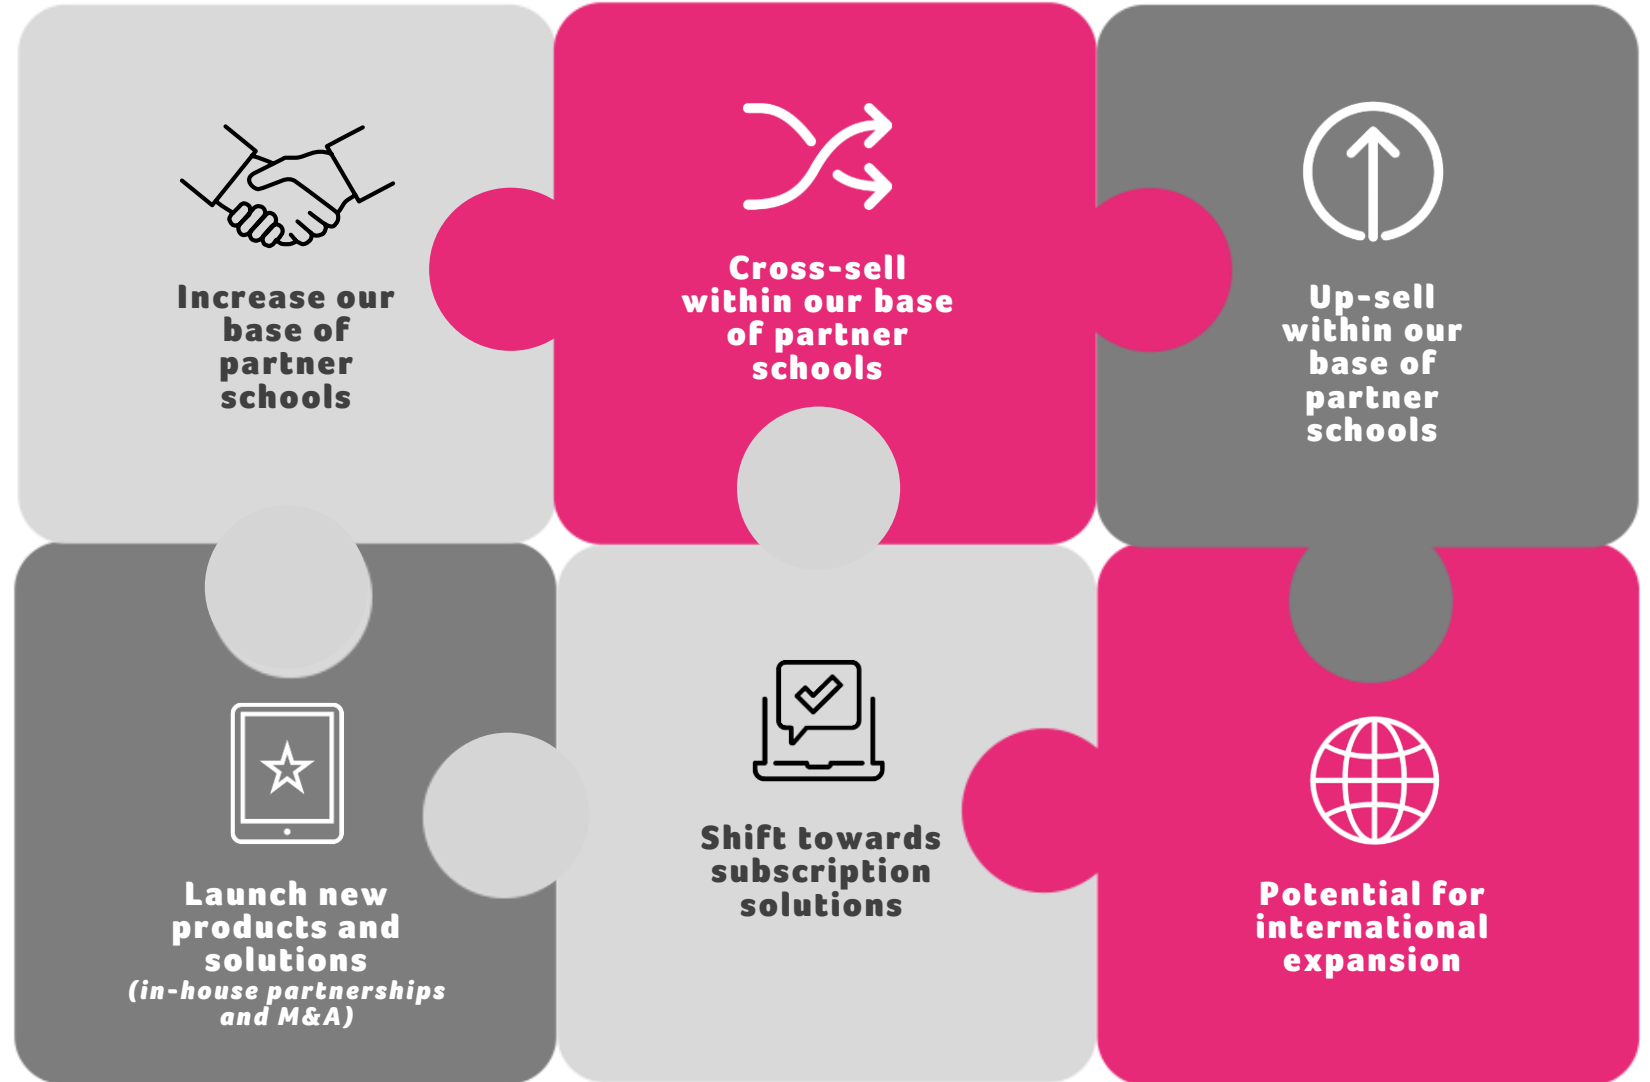 Increase our
base of
partner
schools
Cross-sell
within our base
of partner
schools
Up-sell
within our
base of
partner
schools
Launch new
products and
solutions
(in-house partnerships
and M&A)
Shift towards
subscription
solutions
Potential for
international
expansion